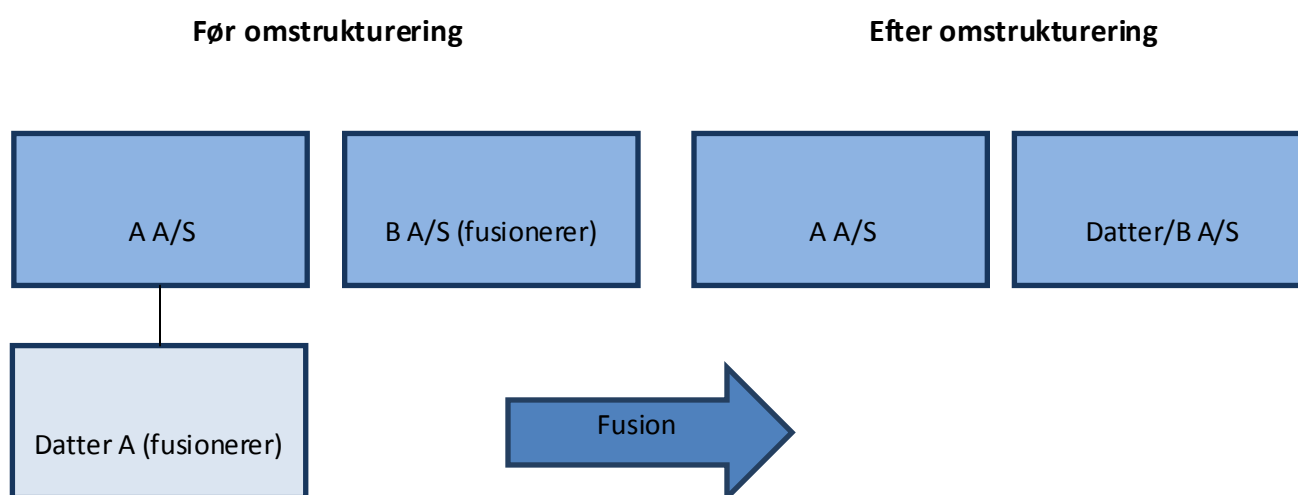 Før omstrukturering
Efter omstrukturering
A A/S
B A/S (fusionerer)
A A/S
Datter/B A/S
Datter A (fusionerer)
Fusion